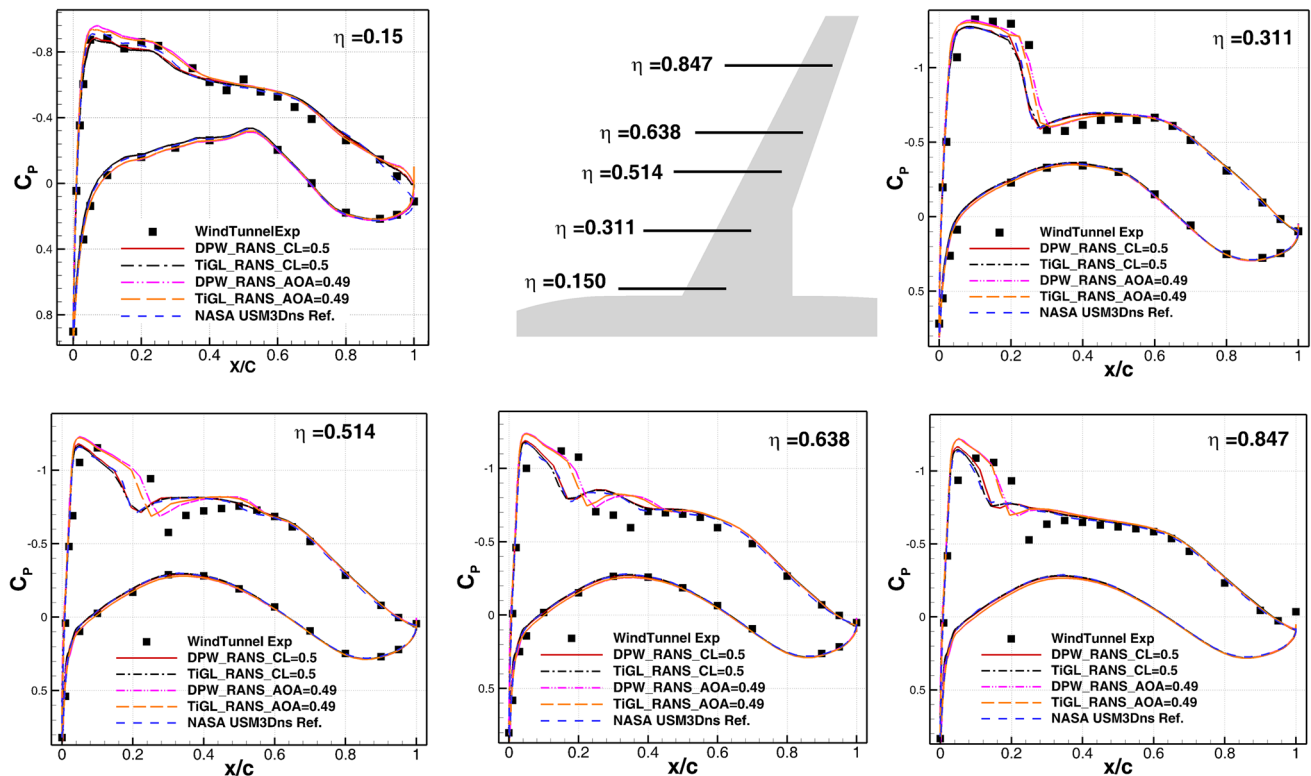 η =0.15
-0.8
-0.4
0
0.4
0.8
C_P
WindTunnelExp
DPW_RANS_CL=0.5
TiGL_RANS_CL=0.5
DPW_RANS_AOA=0.49
TiGL_RANS_AOA=0.49
NASA USM3Dns Ref.
0 0.2 0.4 0.6 0.8 1
X/C
η =0.847
η =0.638
η =0.514
η =0.311
η =0.150
η =0.311
-1
-0.5
0
0.5
C_P
WindTunnelExp
DPW_RANS_CL=0.5
TiGL_RANS_CL=0.5
DPW_RANS_AOA=0.49
TiGL_RANS_AOA=0.49
NASA USM3Dns Ref.
0 0.2 0.4 0.6 0.8 1
x/c
η =0.514
-1
-0.5
0
0.5
C_P
WindTunnel Exp
DPW_RANS_CL=0.5
TiGL_RANS_CL=0.5
DPW_RANS_AOA=0.49
TiGL_RANS_AOA=0.49
NASA USM3Dns Ref.
0 0.2 0.4 0.6 0.8 1
x/c
η =0.638
-1
-0.5
0
0.5
C_P
WindTunnel Exp
DPW_RANS_CL=0.5
TiGL_RANS_CL=0.5
DPW_RANS_AOA=0.49
TiGL_RANS_AOA=0.49
NASA USM3Dns Ref.
0 0.2 0.4 0.6 0.8 1
x/c
η =0.847
-1
-0.5
0
0.5
C_P
WindTunnel Exp
DPW_RANS_CL=0.5
TiGL_RANS_CL=0.5
DPW_RANS_AOA=0.49
TiGL_RANS_AOA=0.49
NASA USM3Dns Ref.
0 0.2 0.4 0.6 0.8 1
x/c